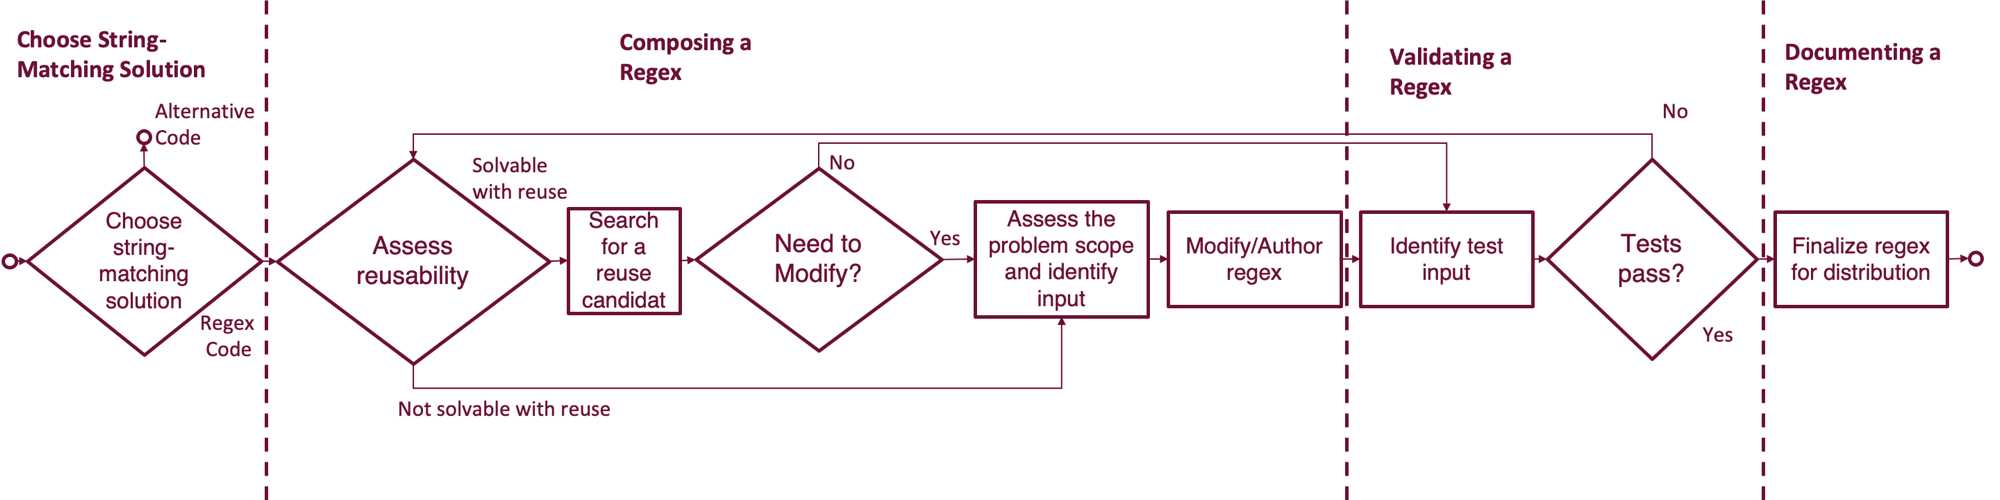 Choose String-
Matching Solution
Alternative
Code
Choose
string-
matching
solution
Regex
Code
Composing a
Regex
Assess
reusability
Solvable
with reuse
Not solvable with reuse
Search
for a
reuse
candidat
Need to
Modify?
No
Yes
Assess the
problem scope
and identify
input
Modify/Author
regex
Validating a
Regex
Identify test
input
Tests
pass?
No
Yes
Documenting a
Regex
Finalize regex
for distribution